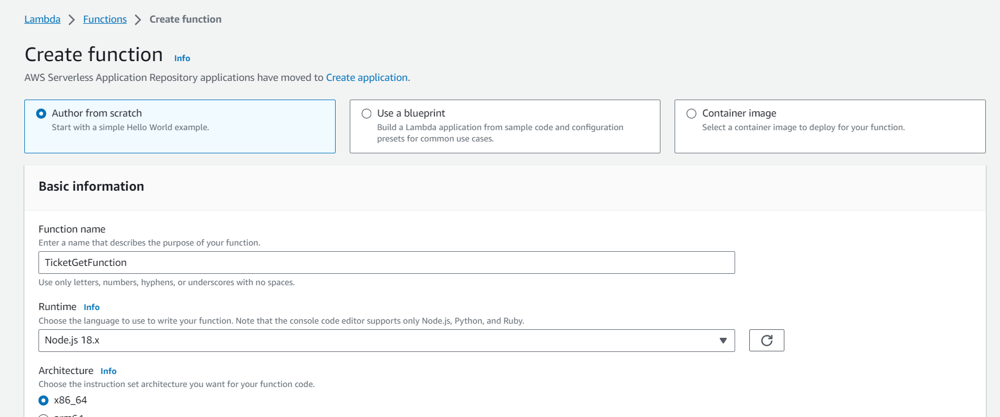 Lambda > Functions > Create function
Create function Info
AWS Serverless Application Repository applications have moved to Create application.
Author from scratch
Start with a simple Hello World example.
Use a blueprint
Build a Lambda application from sample code and configuration
presets for common use cases.
Container image
Select a container image to deploy for your function.
Basic information
Function name
Enter a name that describes the purpose of your function.
TicketGetFunction
Use only letters, numbers, hyphens, or underscores with no spaces.
Runtime Info
Choose the language to use to write your function. Note that the console code editor supports only Node.js, Python, and Ruby.
Node.js 18.x
Architecture Info
Choose the instruction set architecture you want for your function code.
x86_64